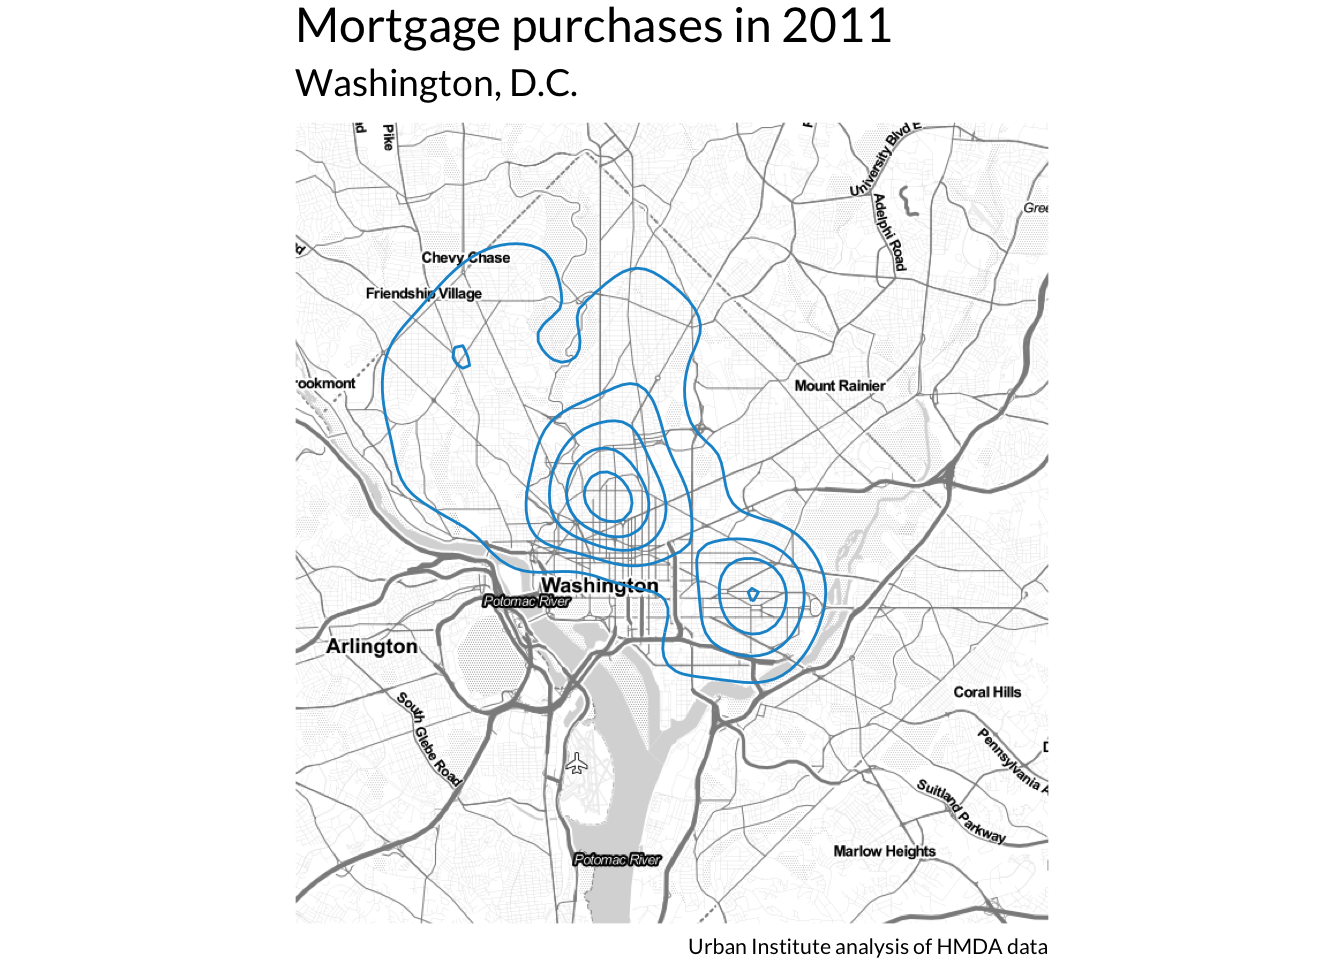 Mortgage purchases in 2011
Washington, D.C.
Pike
University Blvd E
Adelphi Road
Chevy Chase
Friendship Village
Mount Rainier
Washington
Potomac River
Arlington
South Glebe Road
Coral Hills
Pennsylvania A
Suitland Parkway
Marlow Heights
Potomac River
Urban Institute analysis of HMDA data